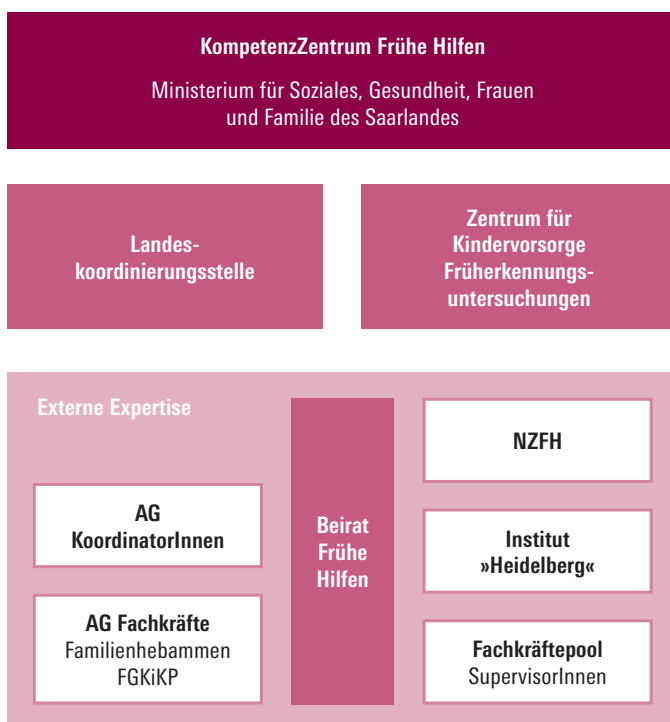 KompetenzZentrum Frühe Hilfen
Ministerium für Soziales, Gesundheit, Frauen
und Familie des Saarlandes
Landes-
koordinierungsstelle
Zentrum für
Kindervorsorge
Früherkennungs-
untersuchungen
Externe Expertise
AG
KoordinatorInnen
AG Fachkräfte
Familienhebammen
FGKiKP
Beirat
Frühe
Hilfen
NZFH
Institut
»Heidelberg«
Fachkräftepool
SupervisorInnen